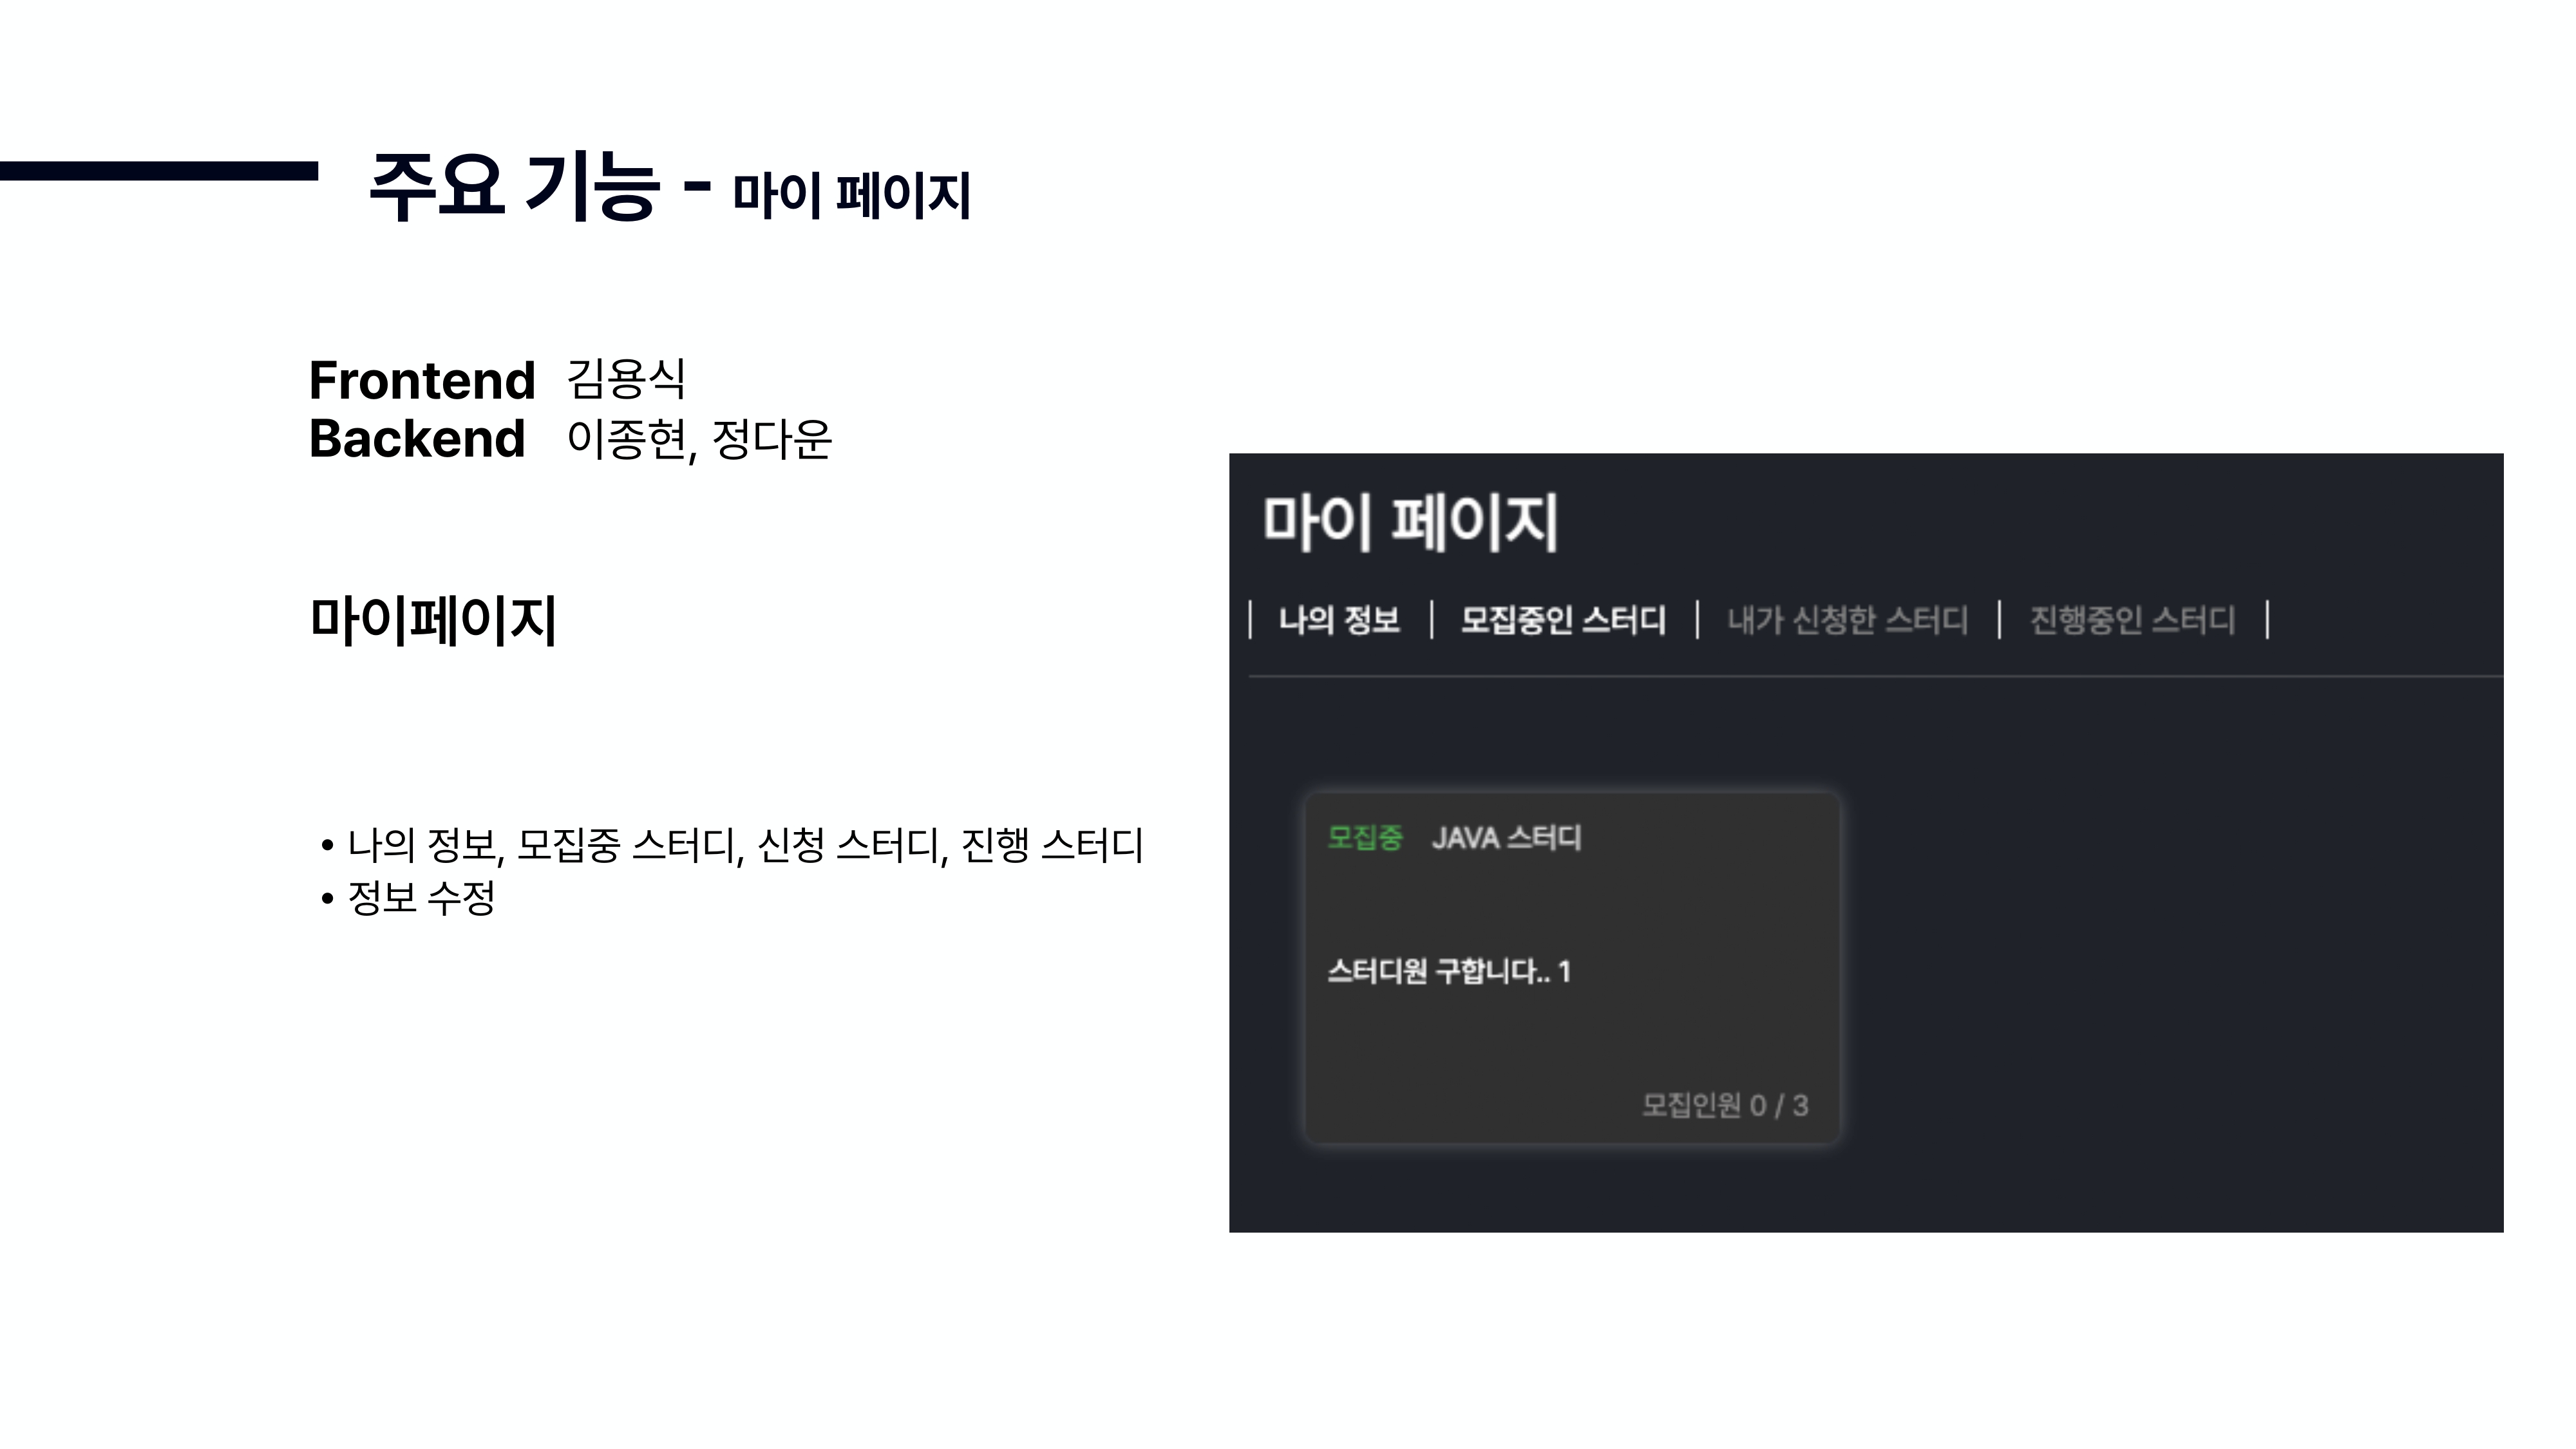 주요 기능 - 마이 페이지
Frontend 김용식
Backend 이종현, 정다운
마이페이지
• 나의 정보, 모집중 스터디, 신청 스터디, 진행 스터디
• 정보 수정
마이 페이지
| 나의 정보 | 모집중인 스터디 | 내가 신청한 스터디 | 진행중인 스터디 |
모집중 JAVA 스터디
스터디원 구합니다.. 1
모집인원 0 / 3